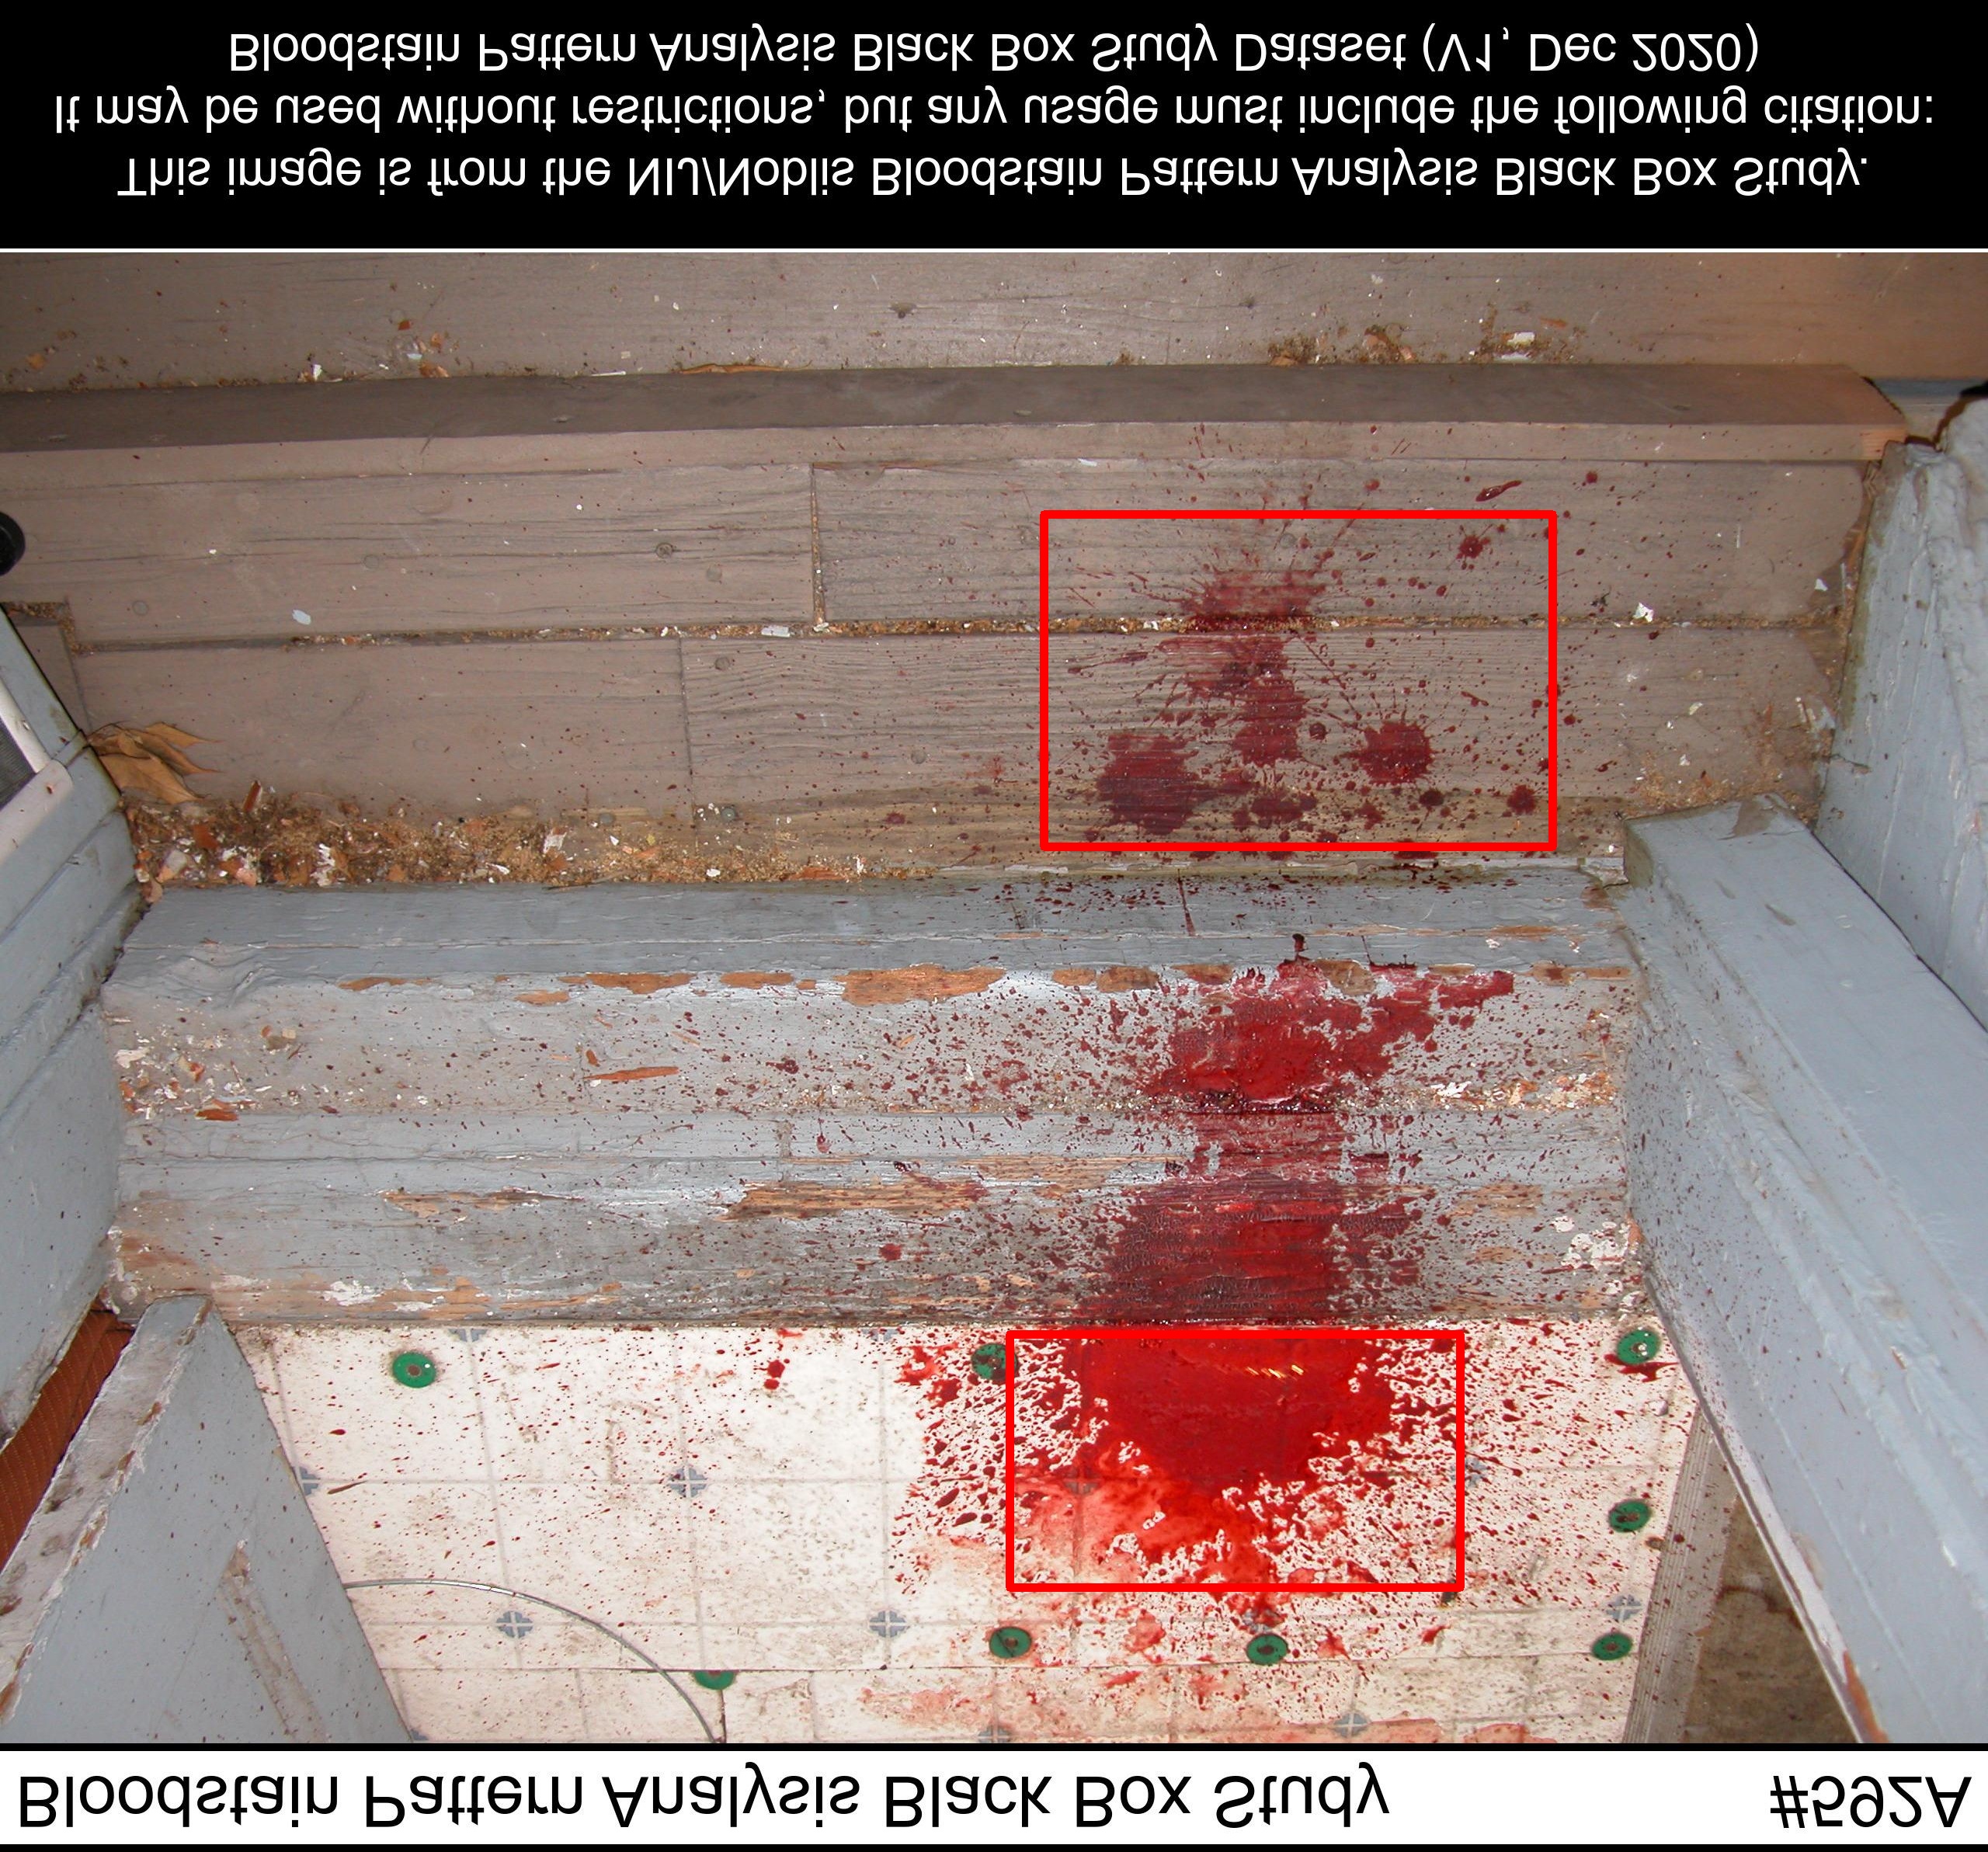 Bloodstain Pattern Analysis Black Box Study #592A
This image is from the NIJ/Noblis Bloodstain Pattern Analysis Black Box Study.
It may be used without restrictions, but any usage must include the following citation:
Bloodstain Pattern Analysis Black Box Study Dataset (V1, Dec 2020)